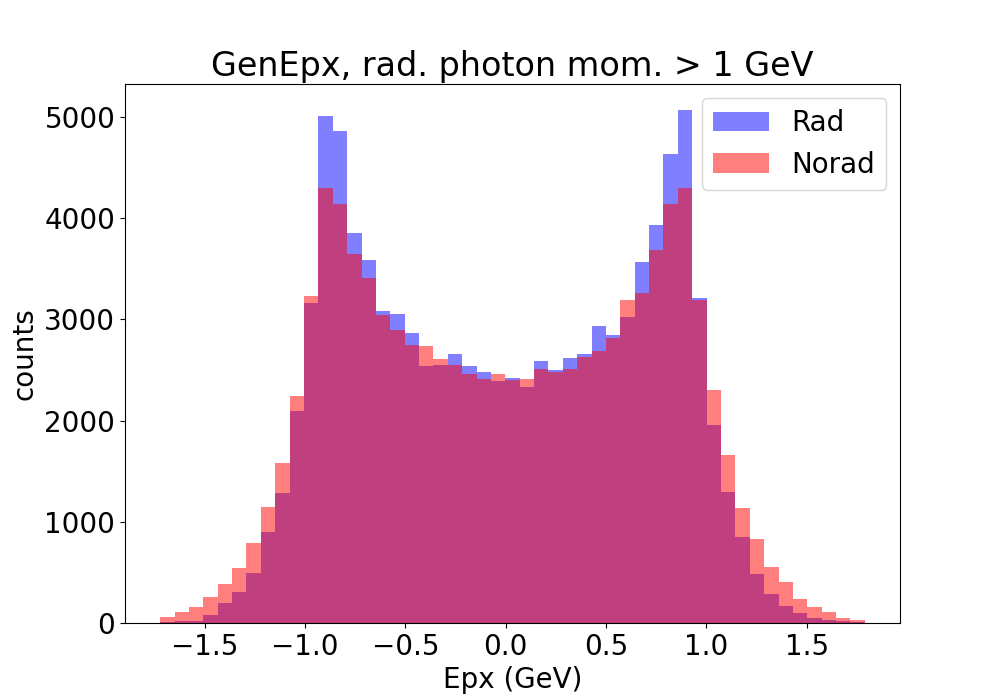 GenEpx, rad. photon mom. > 1 GeV
Rad
Norad
counts
5000
4000
3000
2000
1000
0
−1.5 −1.0 −0.5 0.0 0.5 1.0 1.5
Epx (GeV)